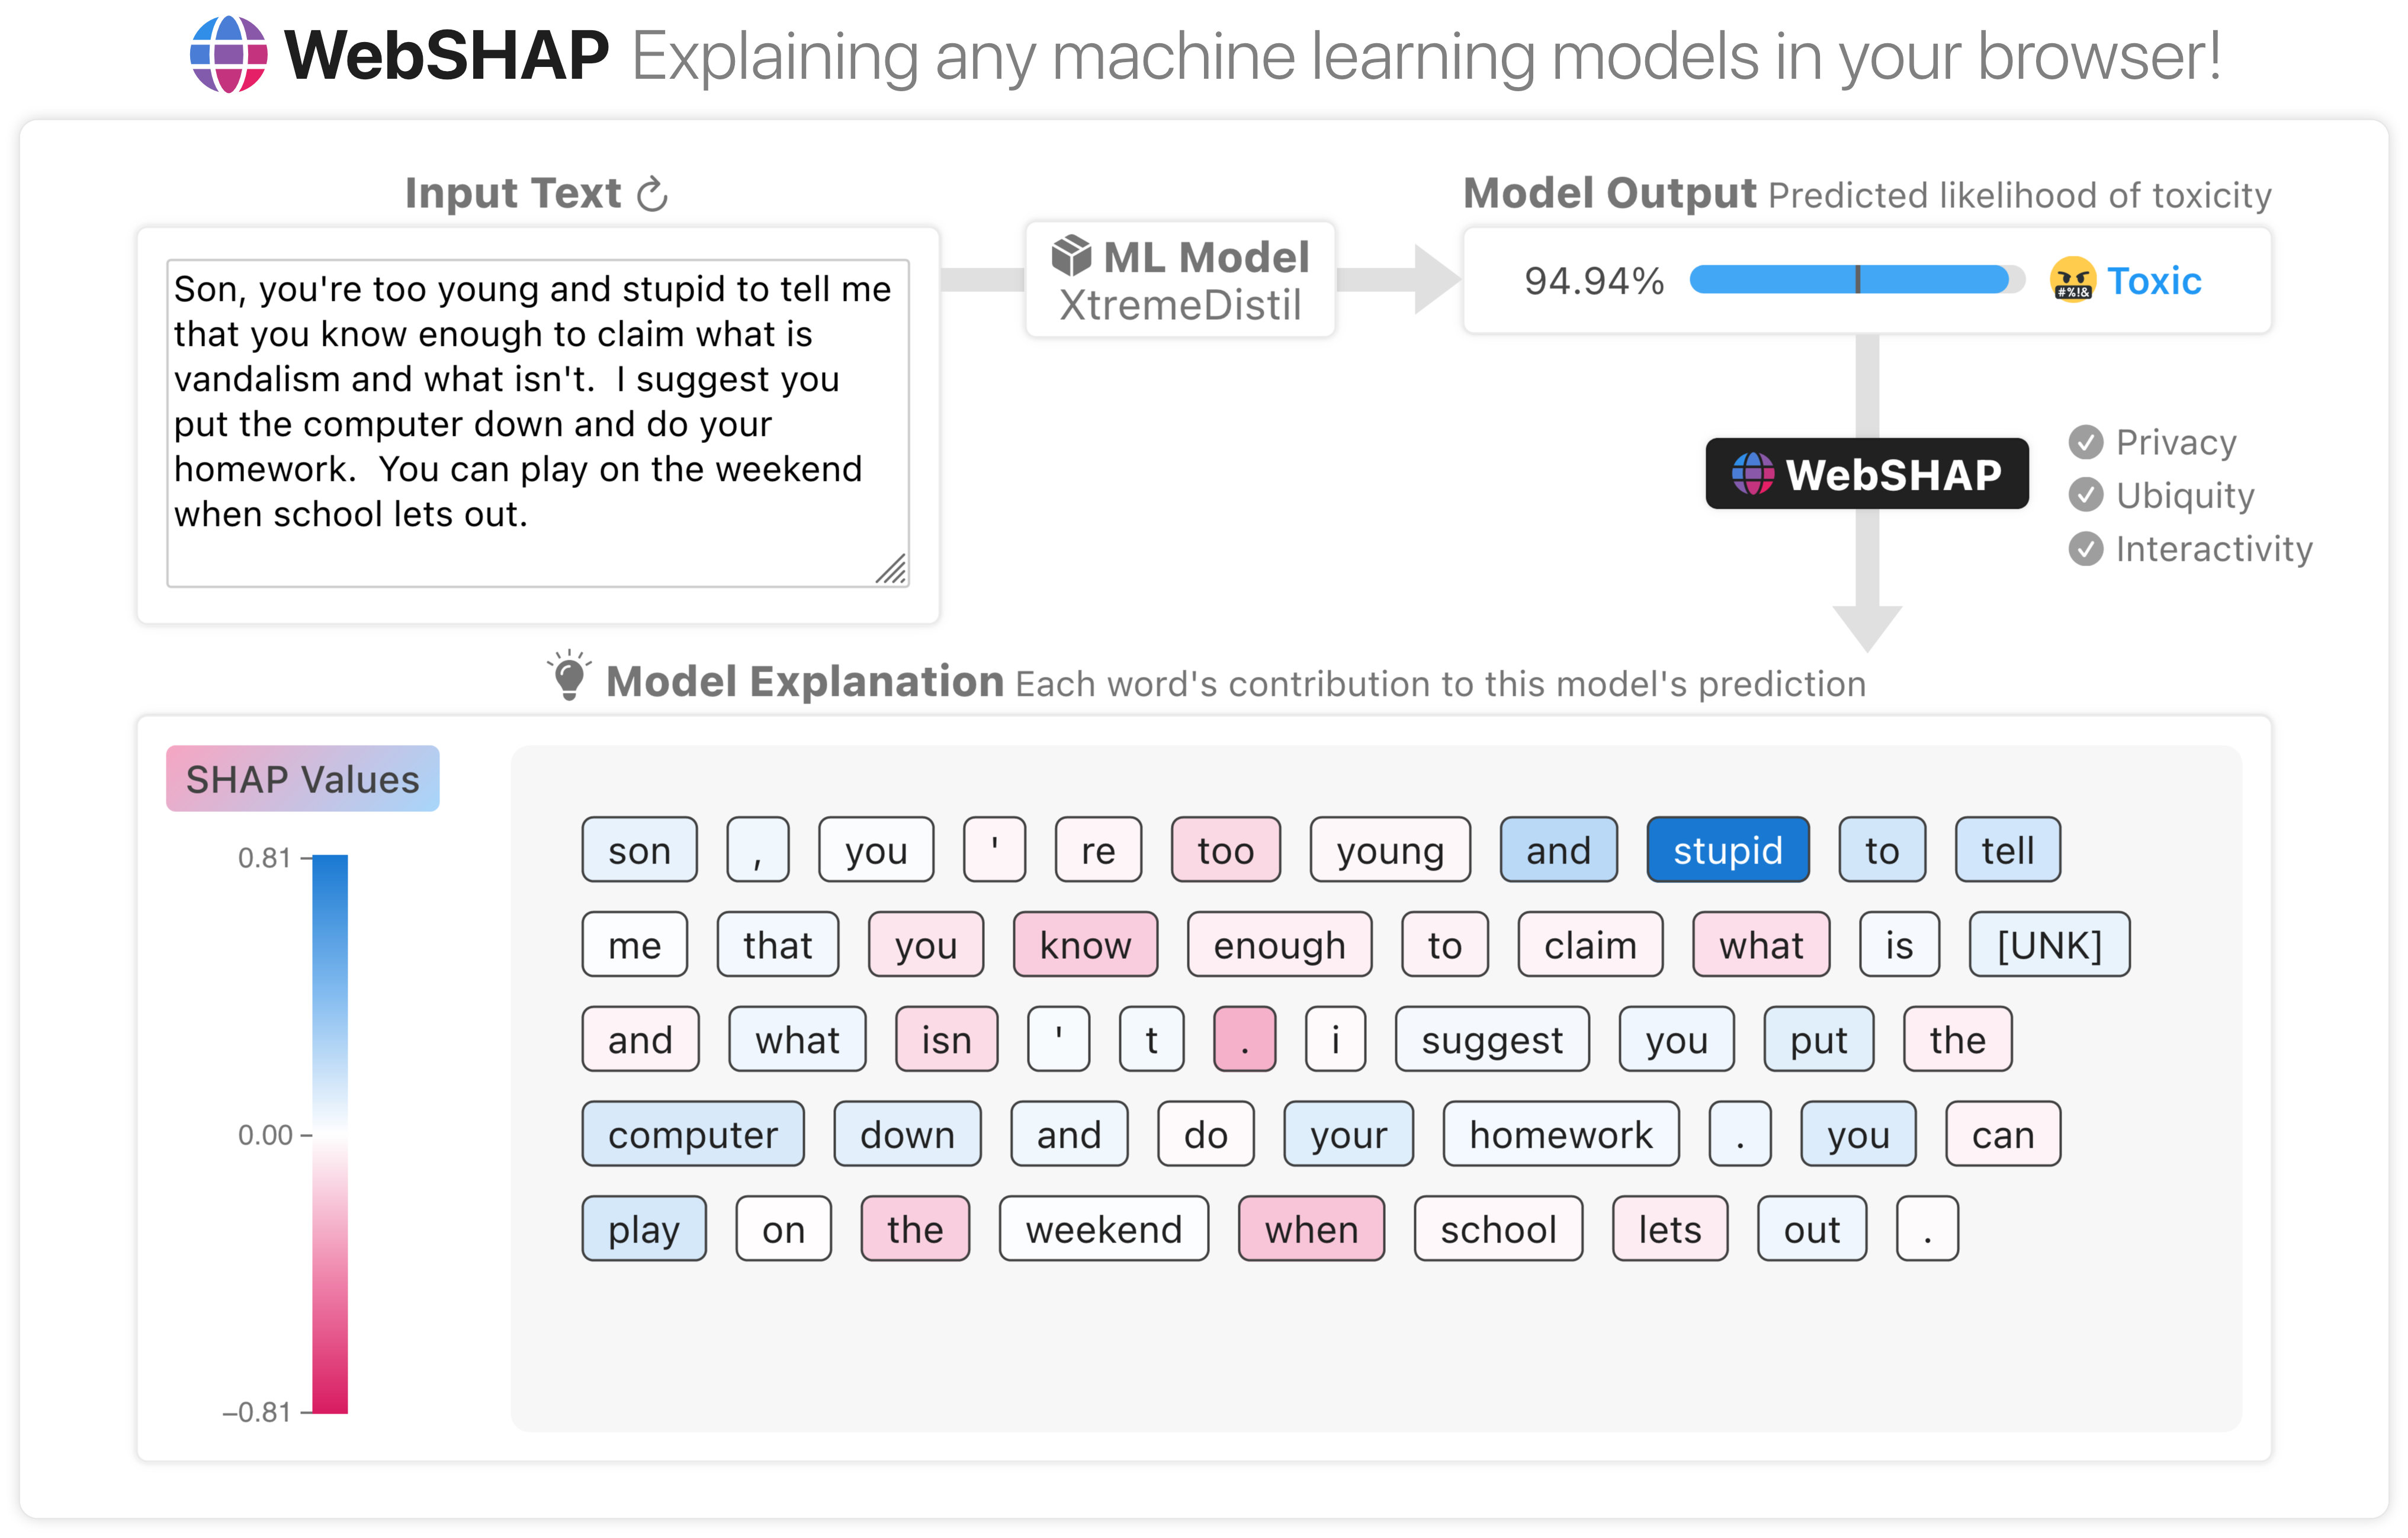 WebSHAP Explaining any machine learning models in your browser!
Input Text
Son, you're too young and stupid to tell me
that you know enough to claim what is
vandalism and what isn't.  I suggest you
put the computer down and do your
homework.  You can play on the weekend
when school lets out.
ML Model
XtremeDistil
Model Output Predicted likelihood of toxicity
94.94%
#%!&
Toxic
WebSHAP
Privacy
Ubiquity
Interactivity
Model Explanation Each word's contribution to this model's prediction
SHAP Values
0.81
0.00
−0.81
son , you ' re too young and stupid to tell
me that you know enough to claim what is [UNK]
and what isn ' t . i suggest you put the
computer down and do your homework . you can
play on the weekend when school lets out .